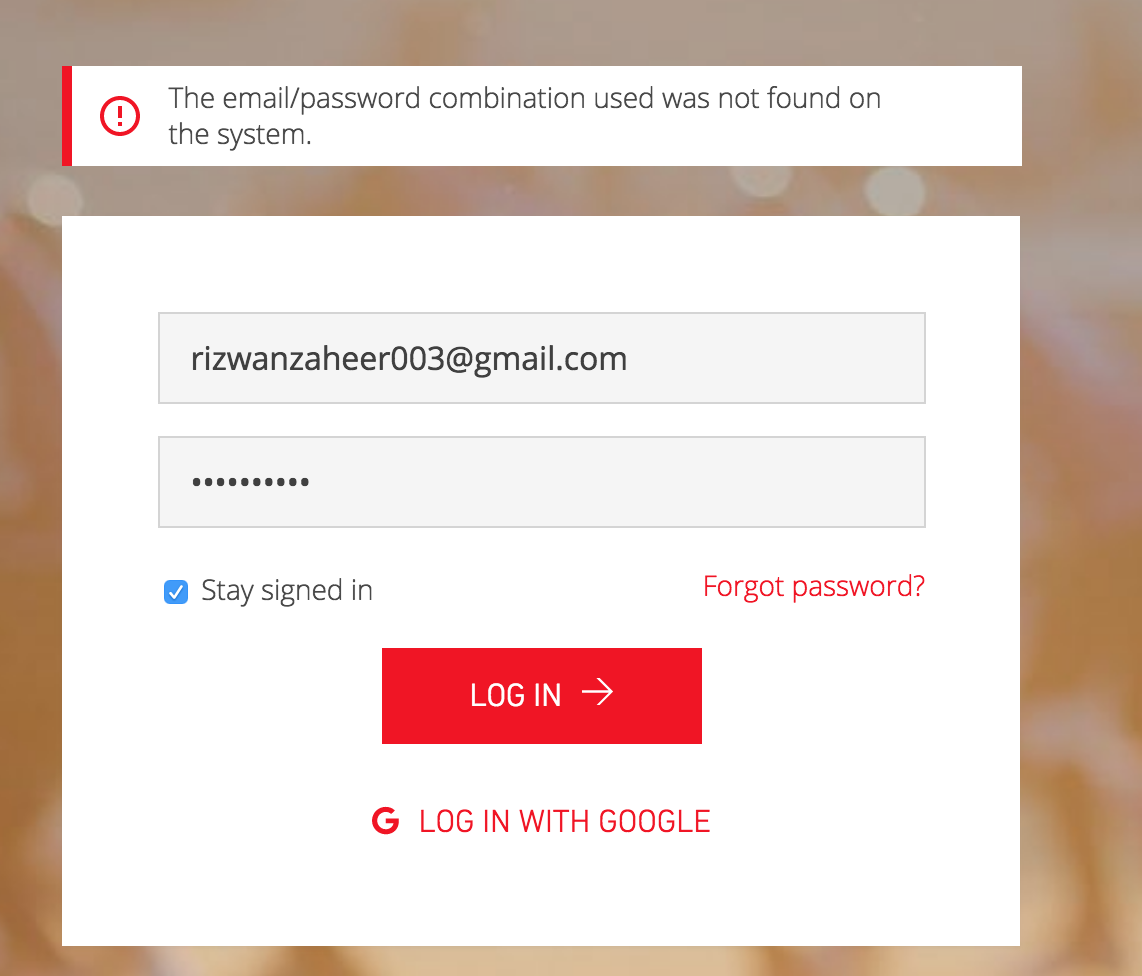 The email/password combination used was not found on
the system.
rizwanzaheer003@gmail.com
••••••••••
Stay signed in
Forgot password?
LOG IN →
G LOG IN WITH GOOGLE